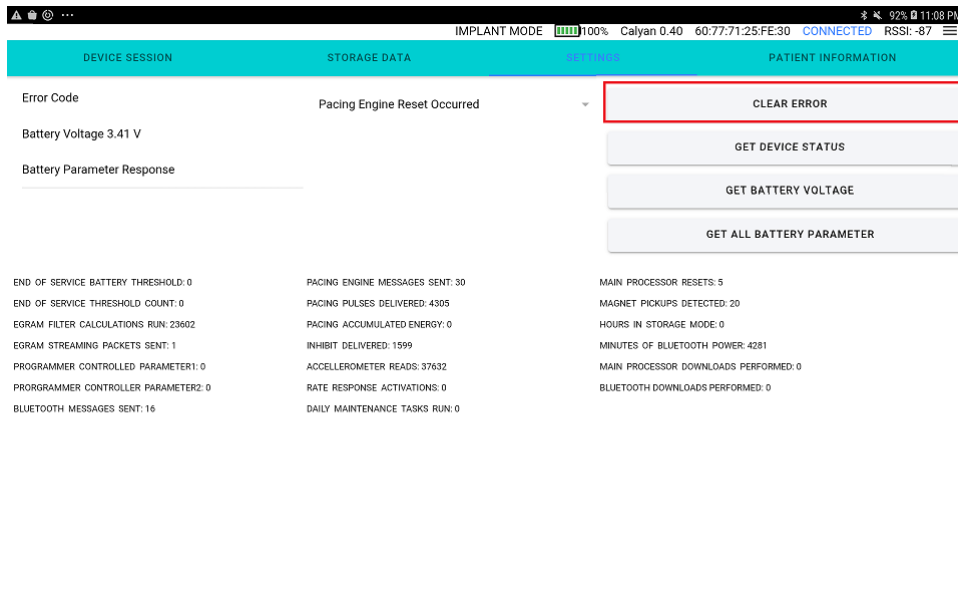 92% 11:08 PM
IMPLANT MODE 100% Calyan 0.40 60:77:71:25:FE:30 CONNECTED RSSI: -87
DEVICE SESSION STORAGE DATA SETTINGS PATIENT INFORMATION
Error Code Pacing Engine Reset Occurred CLEAR ERROR
Battery Voltage 3.41 V GET DEVICE STATUS
Battery Parameter Response GET BATTERY VOLTAGE
GET ALL BATTERY PARAMETER
END OF SERVICE BATTERY THRESHOLD: 0 PACING ENGINE MESSAGES SENT: 30 MAIN PROCESSOR RESETS: 5
END OF SERVICE THRESHOLD COUNT: 0 PACING PULSES DELIVERED: 4305 MAGNET PICKUPS DETECTED: 20
EGRAM FILTER CALCULATIONS RUN: 23602 PACING ACCUMULATED ENERGY: 0 HOURS IN STORAGE MODE: 0
EGRAM STREAMING PACKETS SENT: 1 INHIBIT DELIVERED: 1599 MINUTES OF BLUETOOTH POWER: 4281
PROGRAMMER CONTROLLED PARAMETER1: 0 ACCELLEROMETER READS: 37632 MAIN PROCESSOR DOWNLOADS PERFORMED: 0
PRORGRAMMER CONTROLLER PARAMETER2: 0 RATE RESPONSE ACTIVATIONS: 0 BLUETOOTH DOWNLOADS PERFORMED: 0
BLUETOOTH MESSAGES SENT: 16 DAILY MAINTENANCE TASKS RUN: 0